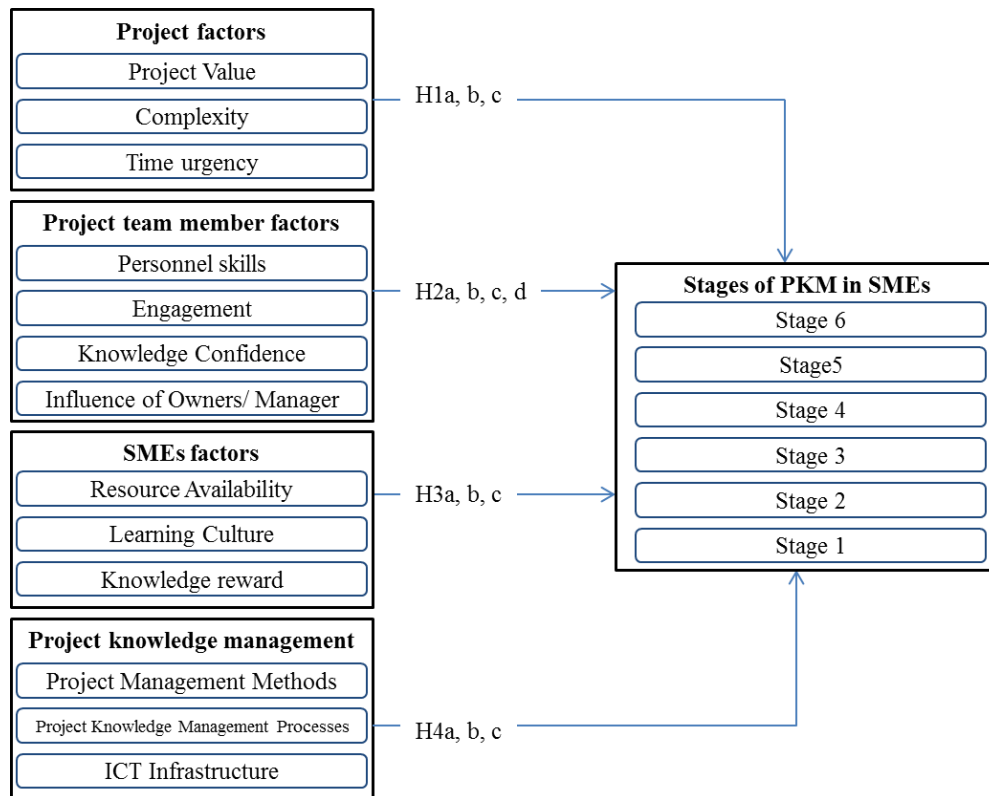 Project factors
Project Value
Complexity
Time urgency
H1a, b, c
Project team member factors
Personnel skills
Engagement
Knowledge Confidence
Influence of Owners/ Manager
H2a, b, c, d
SMEs factors
Resource Availability
Learning Culture
Knowledge reward
H3a, b, c
Project knowledge management
Project Management Methods
Project Knowledge Management Processes
ICT Infrastructure
H4a, b, c
Stages of PKM in SMEs
Stage 6
Stage5
Stage 4
Stage 3
Stage 2
Stage 1